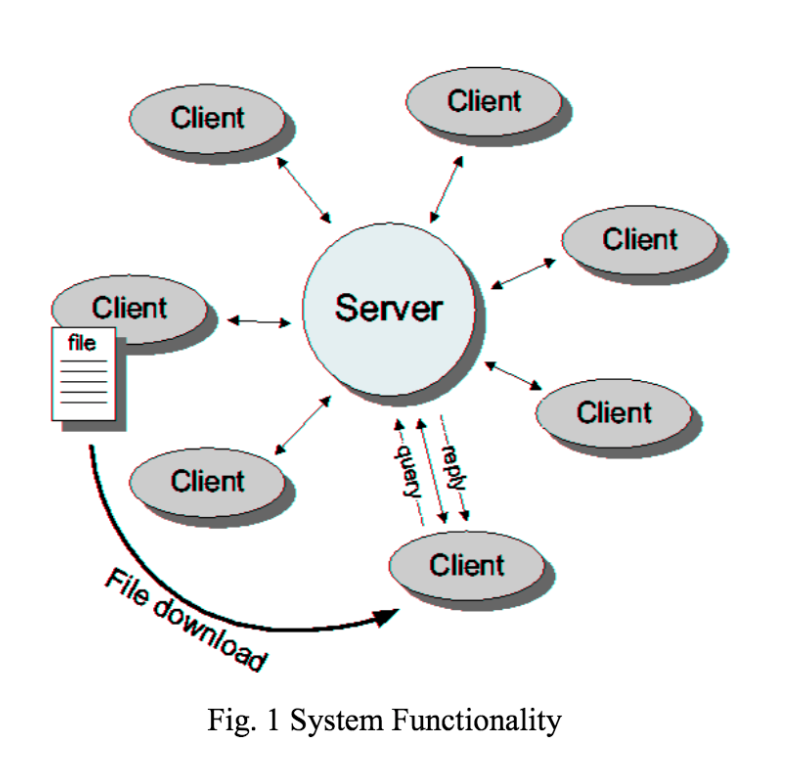 Client
Client
Client
Server
Client
file
Client
Client
query
reply
Client
File download
Fig. 1 System Functionality